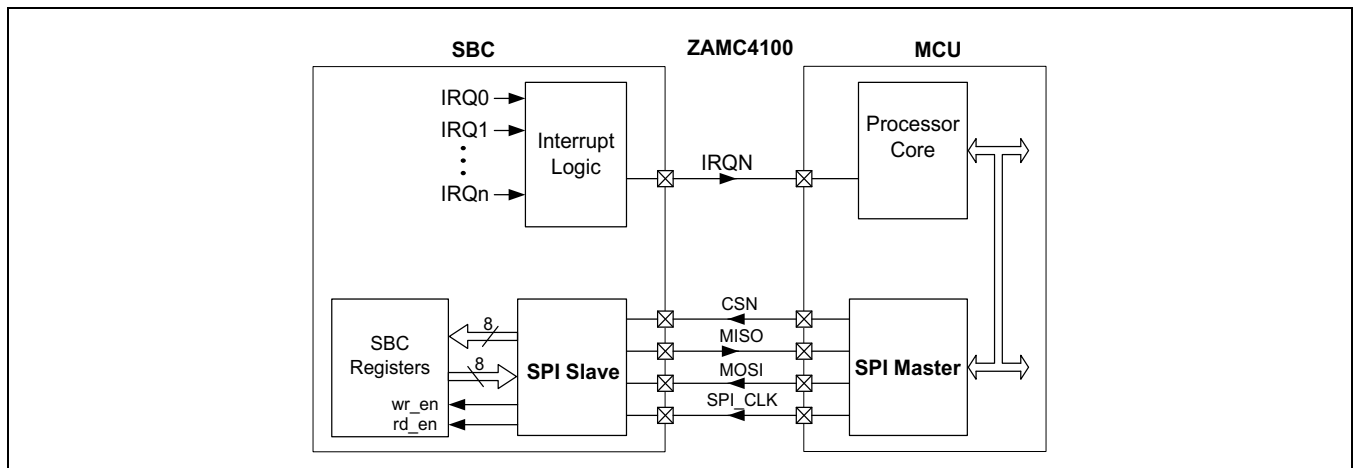 SBC ZAMC4100 MCU
IRQ0
IRQ1
IRQn
Interrupt
Logic
IRQN
Processor
Core
SBC
Registers
8
8
wr_en
rd_en
SPI Slave
CSN
MISO
MOSI
SPI_CLK
SPI Master